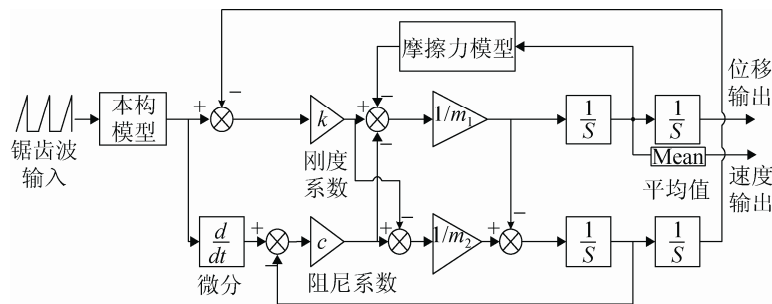 摩擦力模型
位移
输出
本构
模型
+
−
k
+
−
−
1/m₁
1/S
1/S
锯齿波
输入
刚度
系数
Mean
平均值
速度
输出
d/dt
微分
+
−
c
阻尼系数
+
−
1/m₂
+
−
1/S
1/S